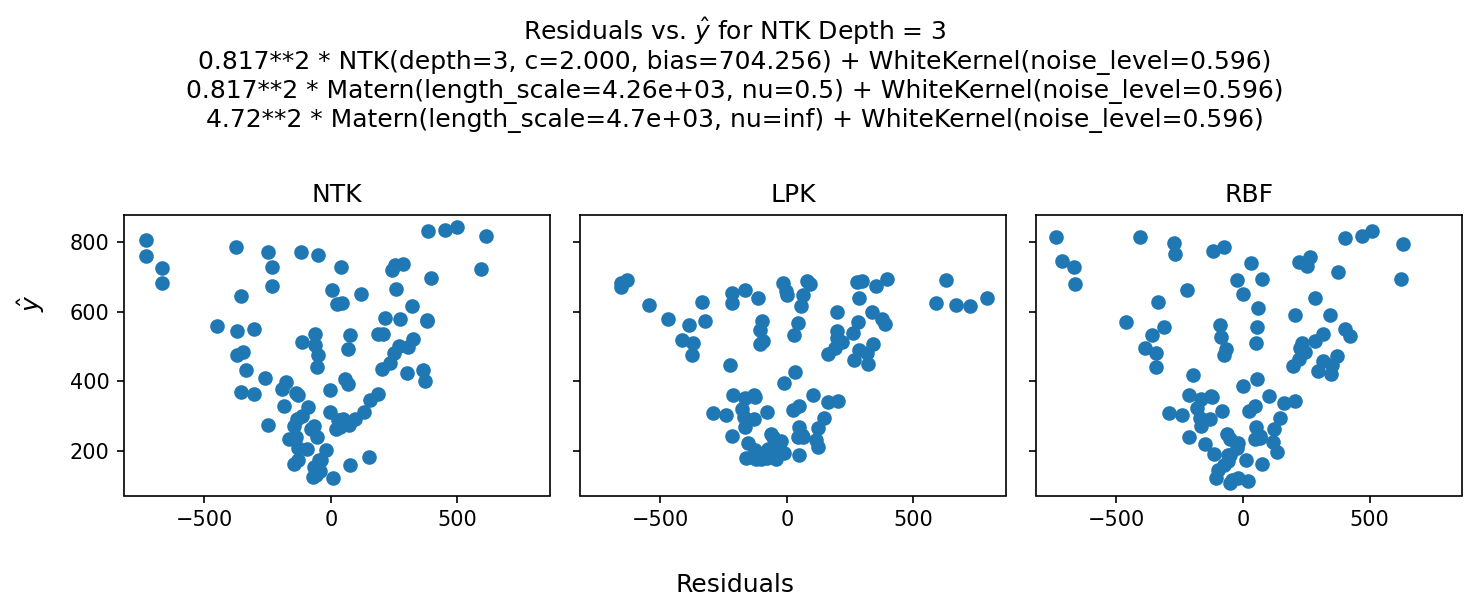 Residuals vs. ŷ for NTK Depth = 3
0.817**2 * NTK(depth=3, c=2.000, bias=704.256) + WhiteKernel(noise_level=0.596)
0.817**2 * Matern(length_scale=4.26e+03, nu=0.5) + WhiteKernel(noise_level=0.596)
4.72**2 * Matern(length_scale=4.7e+03, nu=inf) + WhiteKernel(noise_level=0.596)
NTK LPK RBF
800
600
400
200
ŷ
−500 0 500 −500 0 500 −500 0 500
Residuals